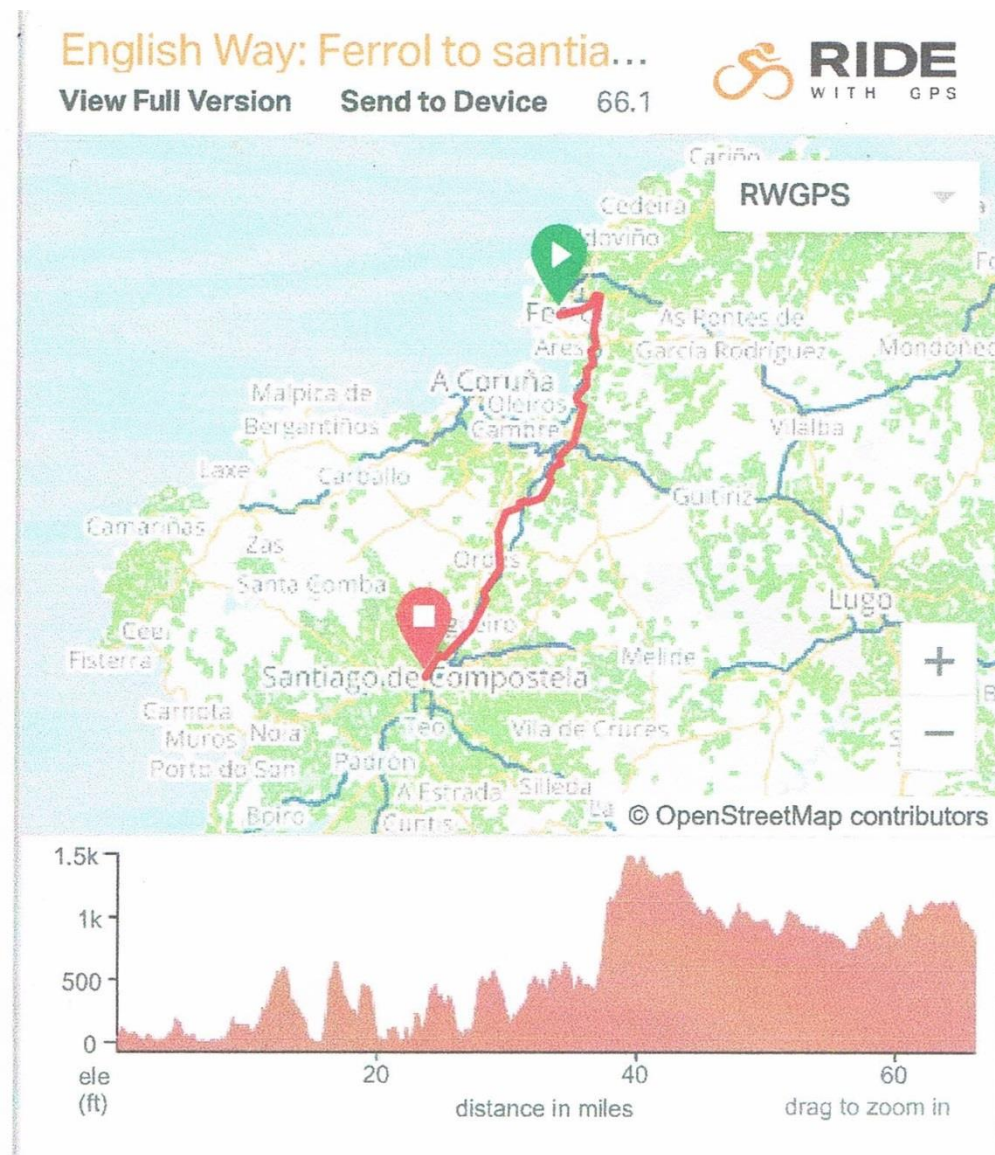 English Way: Ferrol to santia...
View Full Version Send to Device 66.1
RIDE
WITH GPS
Cariño
RWGPS
Cedeira
As Pontes de
García Rodríguez
Ares
A Coruña
Oleiros
Cambre
Malpica de
Bergantiños
Vilalba
Laxe
Carballo
Guitiriz
Camariñas
Zas
Santa Comba
Lugo
Cee
Fisterra
Melide
Santiago de Compostela
Carnota
Muros
Noia
Teo
Vila de Cruces
Porto do Son
Padrón
A Estrada
Silleda
Boiro
Cuntis
+
−
© OpenStreetMap contributors
1.5k
1k
500
0
ele
(ft)
20
40
60
distance in miles
drag to zoom in